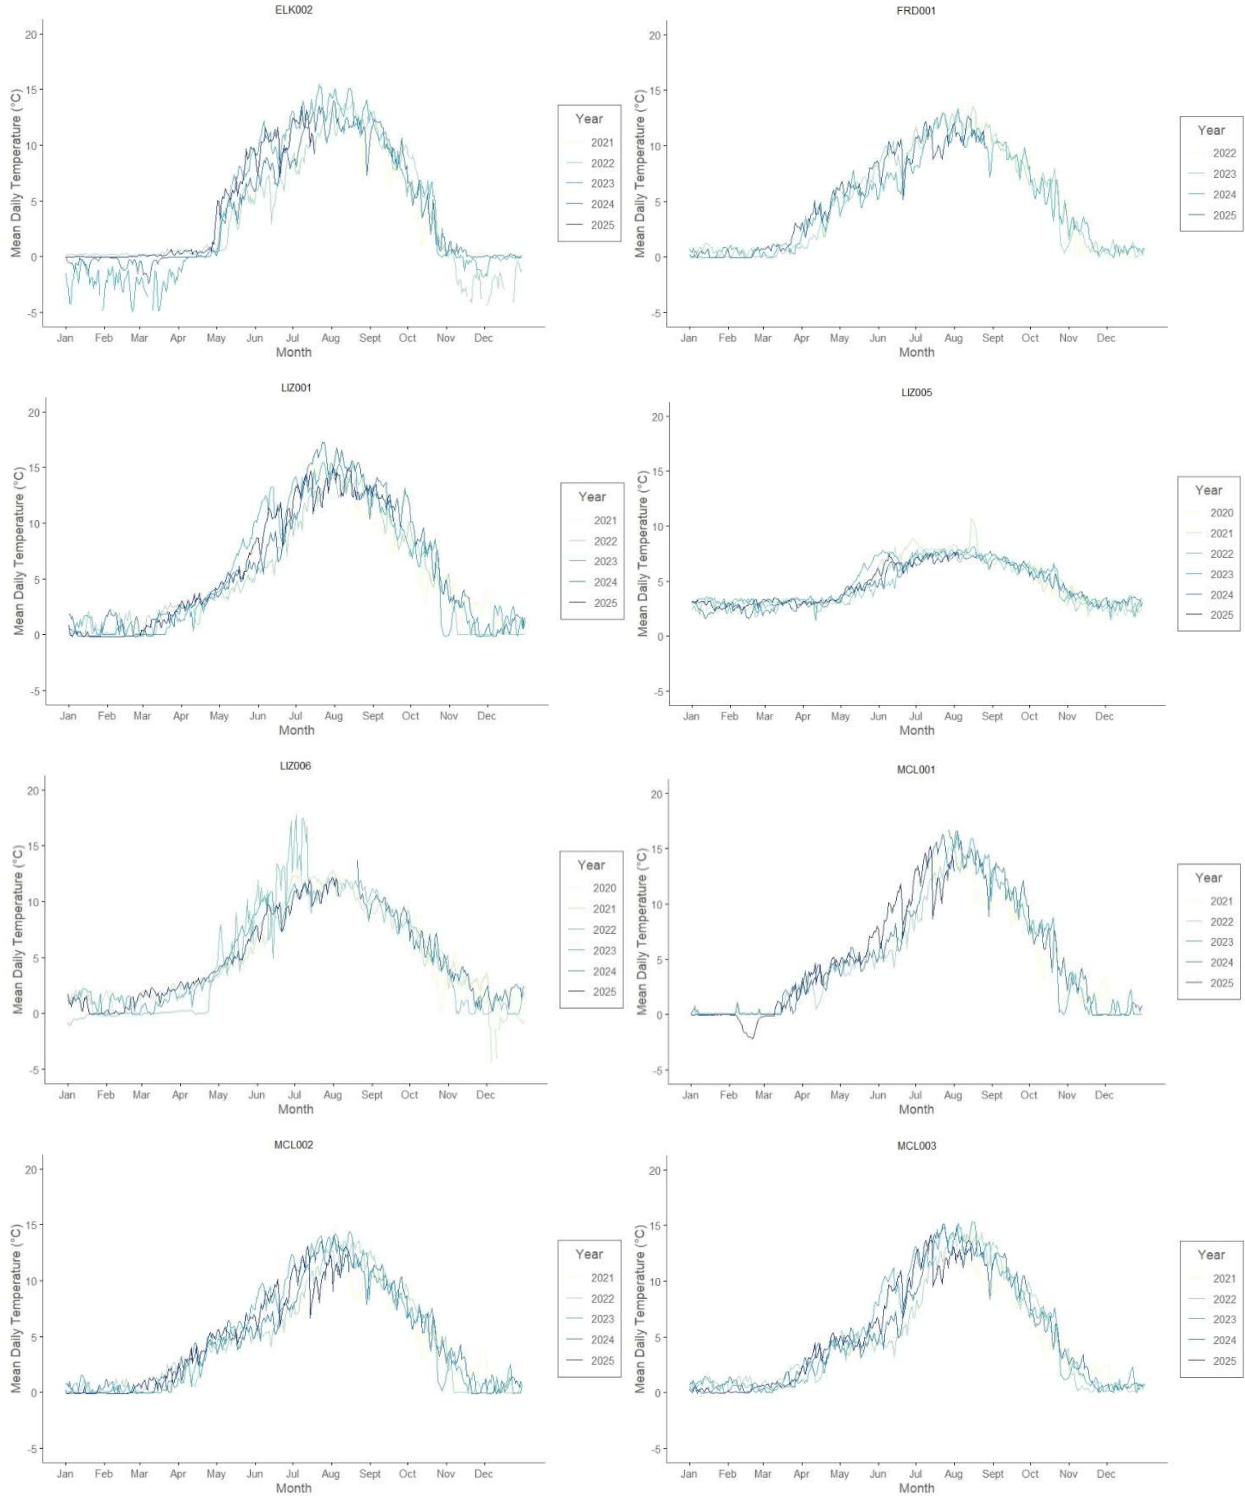 ELK002
Mean Daily Temperature (°C)
20
15
10
5
0
-5
Jan Feb Mar Apr May Jun Jul Aug Sept Oct Nov Dec
Month
Year
2021
2022
2023
2024
2025
FRD001
Mean Daily Temperature (°C)
20
15
10
5
0
-5
Jan Feb Mar Apr May Jun Jul Aug Sept Oct Nov Dec
Month
Year
2022
2023
2024
2025
LIZ001
Mean Daily Temperature (°C)
20
15
10
5
0
-5
Jan Feb Mar Apr May Jun Jul Aug Sept Oct Nov Dec
Month
Year
2021
2022
2023
2024
2025
LIZ005
Mean Daily Temperature (°C)
20
15
10
5
0
-5
Jan Feb Mar Apr May Jun Jul Aug Sept Oct Nov Dec
Month
Year
2020
2021
2022
2023
2024
2025
LIZ006
Mean Daily Temperature (°C)
20
15
10
5
0
-5
Jan Feb Mar Apr May Jun Jul Aug Sept Oct Nov Dec
Month
Year
2020
2021
2022
2023
2024
2025
MCL001
Mean Daily Temperature (°C)
20
15
10
5
0
-5
Jan Feb Mar Apr May Jun Jul Aug Sept Oct Nov Dec
Month
Year
2021
2022
2023
2024
2025
MCL002
Mean Daily Temperature (°C)
20
15
10
5
0
-5
Jan Feb Mar Apr May Jun Jul Aug Sept Oct Nov Dec
Month
Year
2021
2022
2023
2024
2025
MCL003
Mean Daily Temperature (°C)
20
15
10
5
0
-5
Jan Feb Mar Apr May Jun Jul Aug Sept Oct Nov Dec
Month
Year
2021
2022
2023
2024
2025